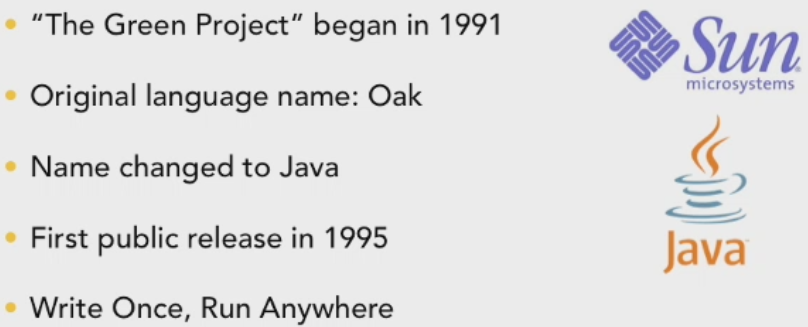 “The Green Project” began in 1991
Original language name: Oak
Name changed to Java
First public release in 1995
Write Once, Run Anywhere
Sun
microsystems
Java